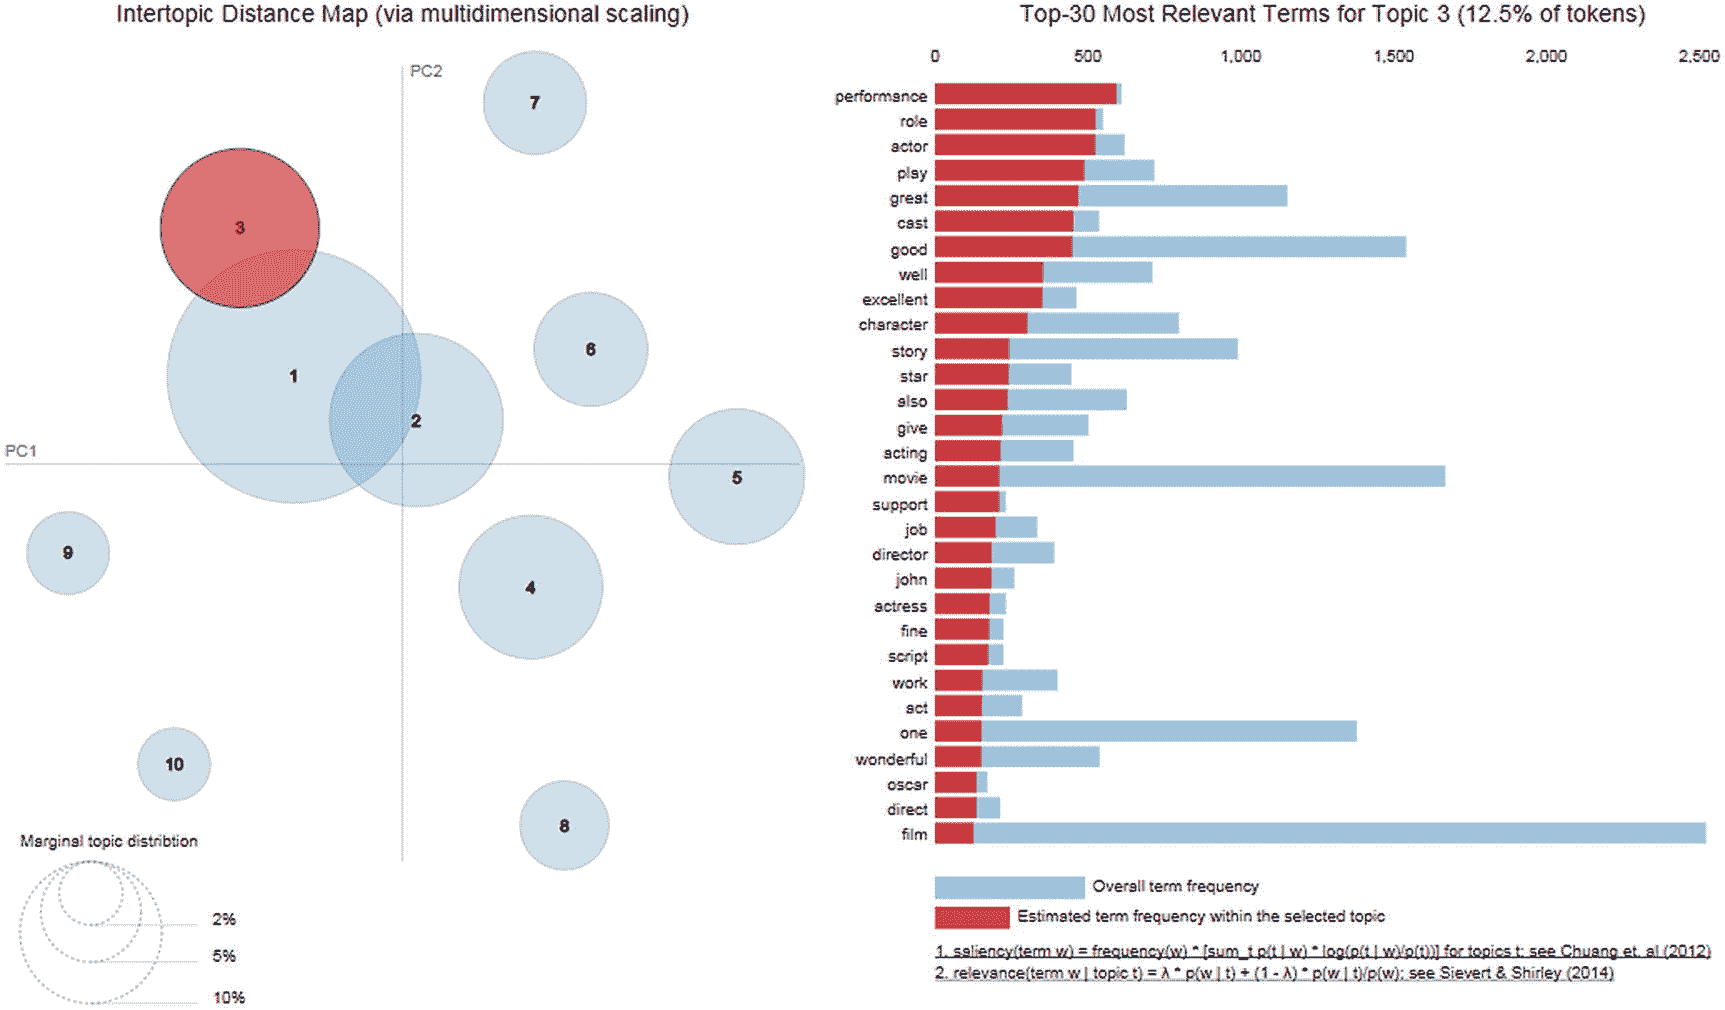 Intertopic Distance Map (via multidimensional scaling)
PC2
PC1
7
3
6
1
2
5
9
4
10
8
Marginal topic distribtion
2%
5%
10%
Top-30 Most Relevant Terms for Topic 3 (12.5% of tokens)
0 500 1,000 1,500 2,000 2,500
performance
role
actor
play
great
cast
good
well
excellent
character
story
star
also
give
acting
movie
support
job
director
john
actress
fine
script
work
act
one
wonderful
oscar
direct
film
Overall term frequency
Estimated term frequency within the selected topic
1. saliency(term w) = frequency(w) * [sum_t p(t | w) * log(p(t | w)/p(t))] for topics t; see Chuang et. al (2012)
2. relevance(term w | topic t) = λ * p(w | t) + (1 - λ) * p(w | t)/p(w); see Sievert & Shirley (2014)